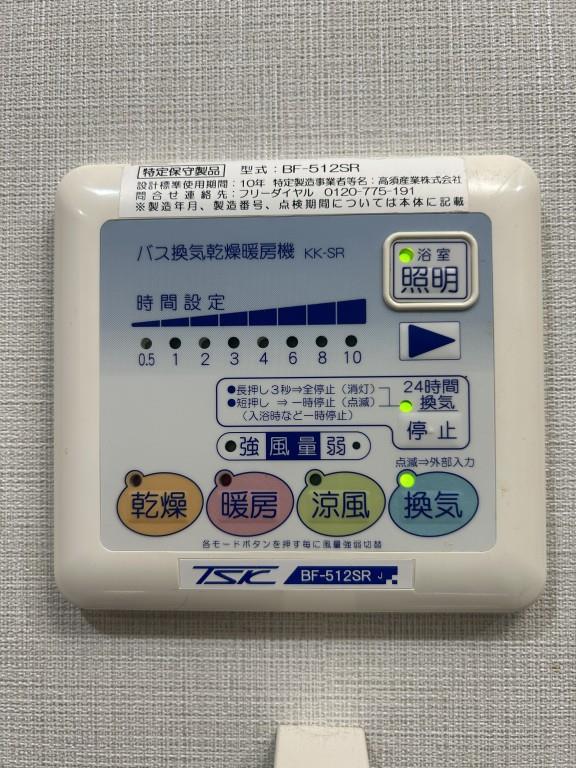 特定保守製品 型式：BF-512SR
設計標準使用期間：10年 特定製造事業者等名：高須産業株式会社
問合せ連絡先：フリーダイヤル 0120-775-191
※製造年月、製造番号、点検期間については本体に記載
バス換気乾燥暖房機 KK-SR
浴室
照明
時間設定
0.5 1 2 3 4 6 8 10
●長押し3秒⇒全停止（消灯）
●短押し ⇒一時停止（点滅）
（入浴時など一時停止）
24時間
換気
停止
強 風量 弱
点滅⇒外部入力
乾燥 暖房 涼風 換気
各モードボタンを押す毎に風量強弱切替
TSK BF-512SR J